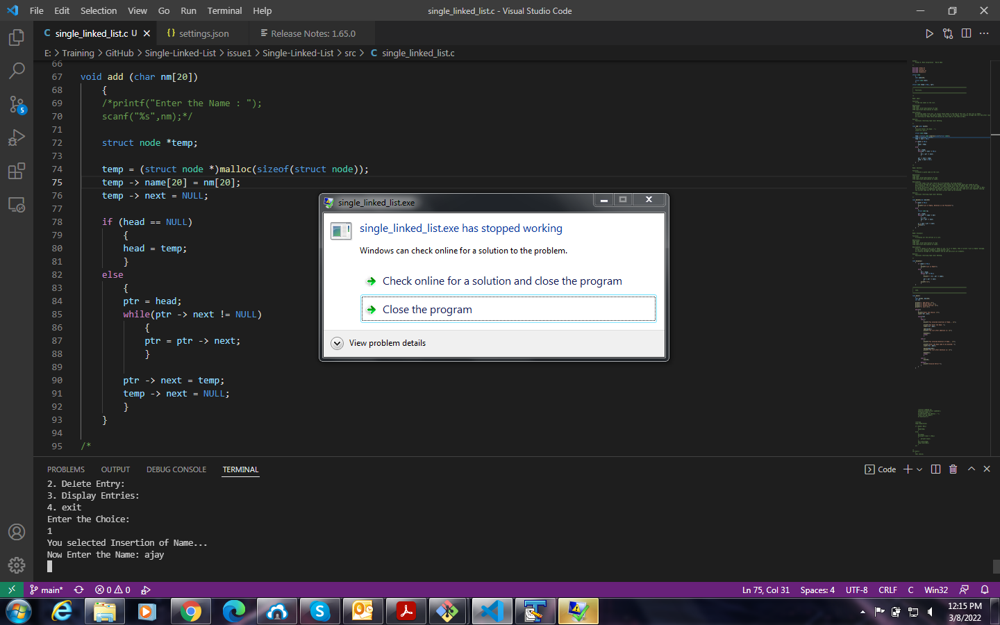 File Edit Selection View Go Run Terminal Help
single_linked_list.c - Visual Studio Code
single_linked_list.c U
settings.json
Release Notes: 1.65.0
E: > Training > GitHub > Single-Linked-List > issue1 > Single-Linked-List > src > C single_linked_list.c
66
67 void add (char nm[20])
68 {
69 /*printf("Enter the Name : ");
70 scanf("%s",nm);*/
71
72 struct node *temp;
73
74 temp = (struct node *)malloc(sizeof(struct node));
75 temp -> name[20] = nm[20];
76 temp -> next = NULL;
77
78 if (head == NULL)
79 {
80 head = temp;
81 }
82 else
83 {
84 ptr = head;
85 while(ptr -> next != NULL)
86 {
87 ptr = ptr -> next;
88 }
89
90 ptr -> next = temp;
91 temp -> next = NULL;
92 }
93 }
94
95 /*
single_linked_list.exe
single_linked_list.exe has stopped working
Windows can check online for a solution to the problem.
Check online for a solution and close the program
Close the program
View problem details
PROBLEMS OUTPUT DEBUG CONSOLE TERMINAL
Code
2. Delete Entry:
3. Display Entries:
4. exit
Enter the Choice:
1
You selected Insertion of Name...
Now Enter the Name: ajay
5
main* 0 0
Ln 75, Col 31 Spaces: 4 UTF-8 CRLF C Win32
12:15 PM
3/8/2022